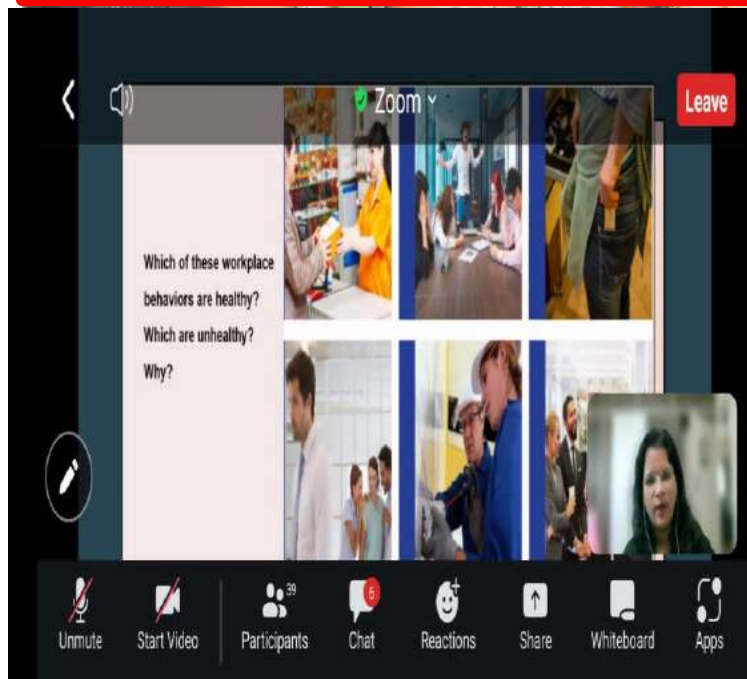 Zoom
Leave
Which of these workplace
behaviors are healthy?
Which are unhealthy?
Why?
39
6
Unmute
Start Video
Participants
Chat
Reactions
Share
Whiteboard
Apps